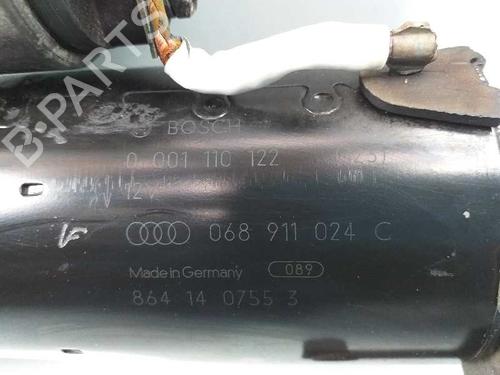 BOSCH
0 001 110 122
12V
068 911 024 C
Made in Germany 089
864 14 0755 3
B-PARTS